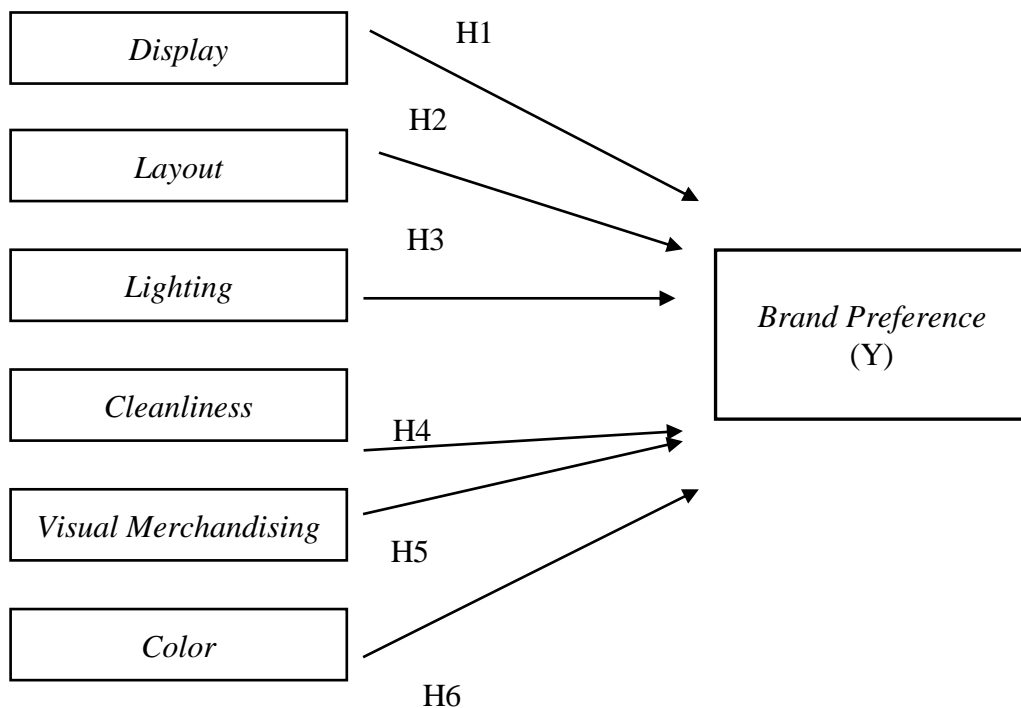 Display
H1
H2
Layout
H3
Lighting
Brand Preference
(Y)
Cleanliness
H4
Visual Merchandising
H5
Color
H6